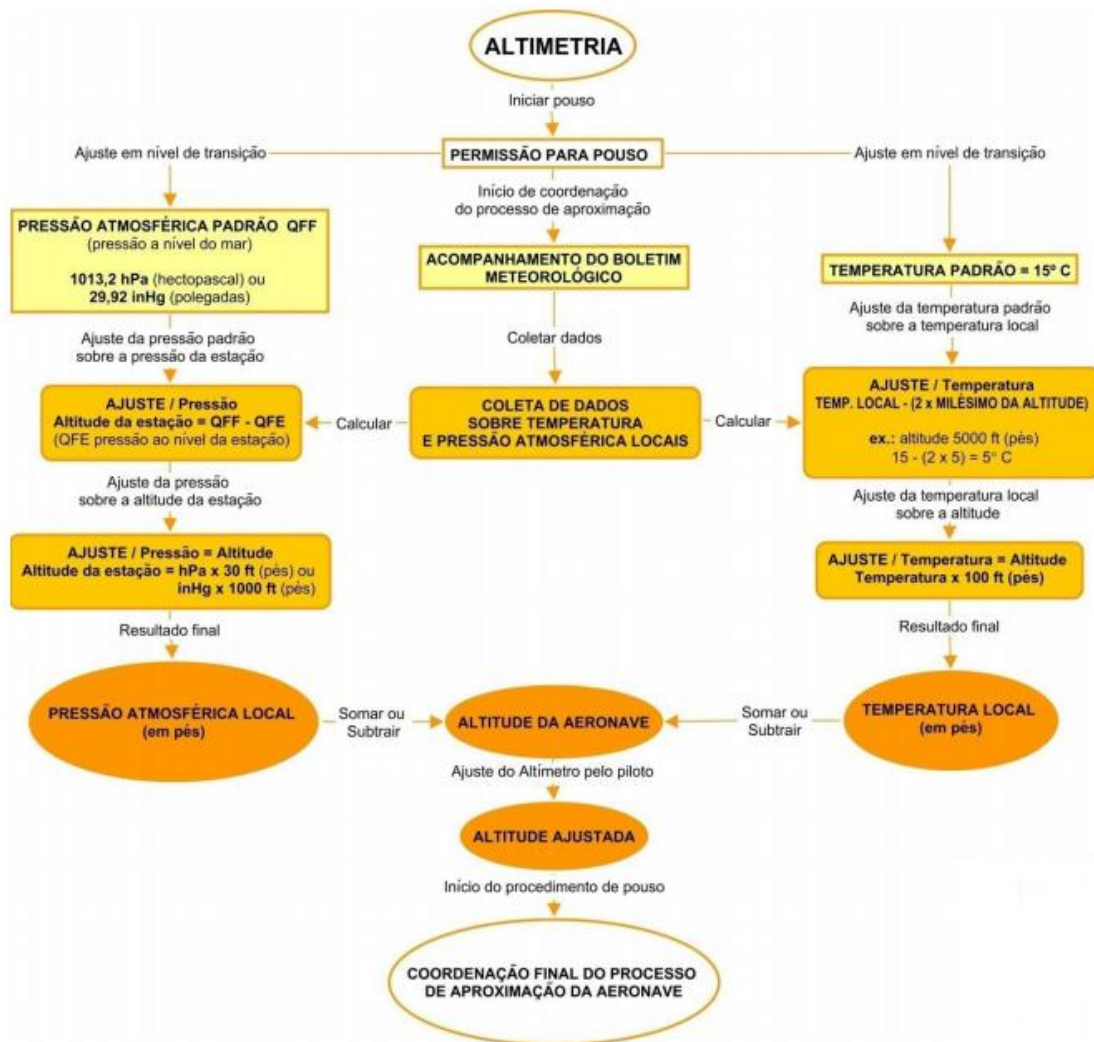 ALTIMETRIA
Iniciar pouso
Ajuste em nível de transição
PERMISSÃO PARA POUSO
Ajuste em nível de transição
Início de coordenação
do processo de aproximação
PRESSÃO ATMOSFÉRICA PADRÃO QFF
(pressão a nível do mar)
1013,2 hPa (hectopascal) ou
29,92 inHg (polegadas)
ACOMPANHAMENTO DO BOLETIM
METEOROLÓGICO
TEMPERATURA PADRÃO = 15º C
Ajuste da pressão padrão
sobre a pressão da estação
Coletar dados
Ajuste da temperatura padrão
sobre a temperatura local
AJUSTE / Pressão
Altitude da estação = QFF - QFE
(QFE pressão ao nível da estação)
Calcular
COLETA DE DADOS
SOBRE TEMPERATURA
E PRESSÃO ATMOSFÉRICA LOCAIS
Calcular
AJUSTE / Temperatura
TEMP. LOCAL - (2 x MILÉSIMO DA ALTITUDE)
ex.: altitude 5000 ft (pés)
15 - (2 x 5) = 5° C
Ajuste da pressão
sobre a altitude da estação
Ajuste da temperatura local
sobre a altitude
AJUSTE / Pressão = Altitude
Altitude da estação = hPa x 30 ft (pés) ou
inHg x 1000 ft (pés)
AJUSTE / Temperatura = Altitude
Temperatura x 100 ft (pés)
Resultado final
Resultado final
PRESSÃO ATMOSFÉRICA LOCAL
(em pés)
Somar ou
Subtrair
ALTITUDE DA AERONAVE
Somar ou
Subtrair
TEMPERATURA LOCAL
(em pés)
Ajuste do Altímetro pelo piloto
ALTITUDE AJUSTADA
Início do procedimento de pouso
COORDENAÇÃO FINAL DO PROCESSO
DE APROXIMAÇÃO DA AERONAVE